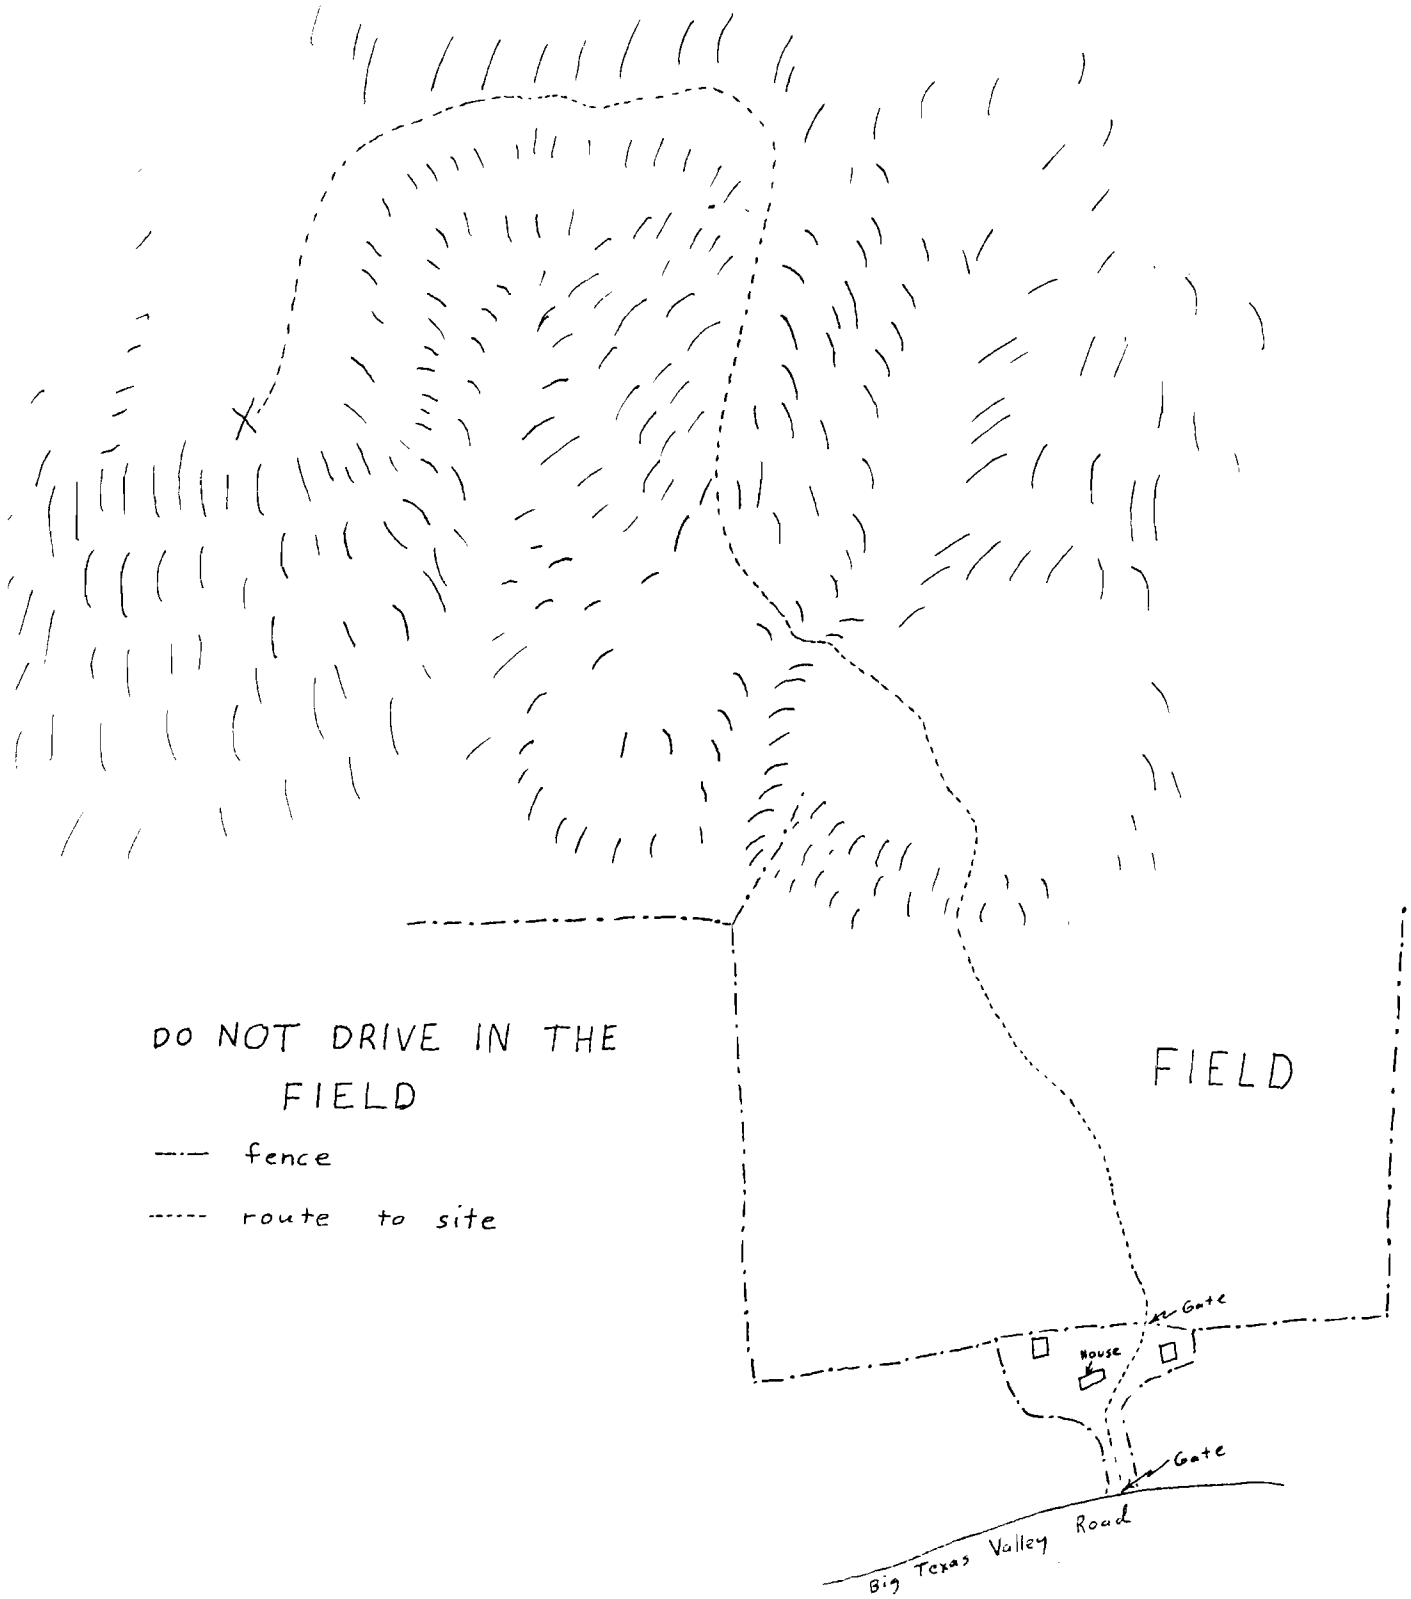 DO NOT DRIVE IN THE
FIELD
fence
route to site
FIELD
Gate
House
Gate
Big Texas Valley Road